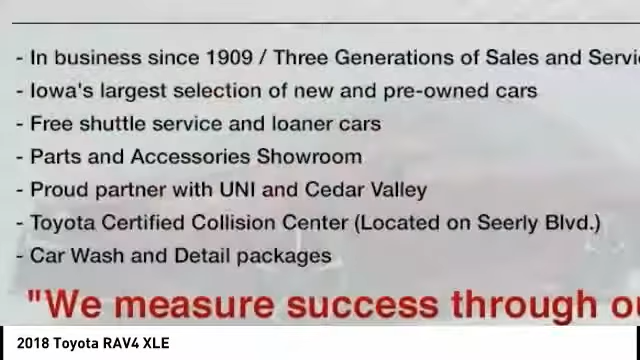 - In business since 1909 / Three Generations of Sales and
- Iowa's largest selection of new and pre-owned cars
- Free shuttle service and loaner cars
- Parts and Accessories Showroom
- Proud partner with UNI and Cedar Valley
- Toyota Certified Collision Center (Located on Seerly Blvd.)
- Car Wash and Detail packages
"We measure success through
2018 Toyota RAV4 XLE